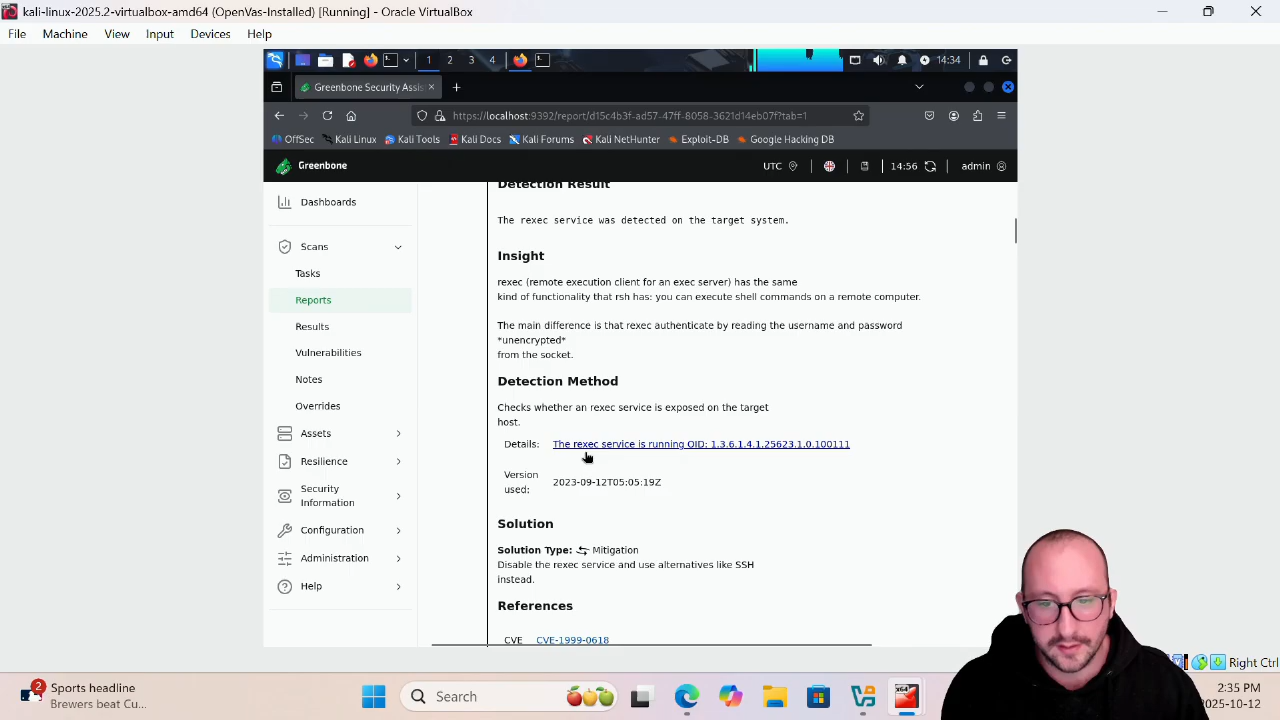 kali-linux-2025.2-virtualbox-amd64 (OpenVas-Installed) [Running] - Oracle VirtualBox
File Machine View Input Devices Help
1 2 3 4 14:34
Greenbone Security Assis
https://localhost:9392/report/d15c4b3f-ad57-47ff-8058-3621d14eb07f?tab=1
OffSec Kali Linux Kali Tools Kali Docs Kali Forums Kali NetHunter Exploit-DB Google Hacking DB
Greenbone UTC 14:56 admin
Dashboards
Scans
Tasks
Reports
Results
Vulnerabilities
Notes
Overrides
Assets
Resilience
Security
Information
Configuration
Administration
Help
Detection Result
The rexec service was detected on the target system.
Insight
rexec (remote execution client for an exec server) has the same
kind of functionality that rsh has: you can execute shell commands on a remote computer.
The main difference is that rexec authenticate by reading the username and password
*unencrypted*
from the socket.
Detection Method
Checks whether an rexec service is exposed on the target
host.
Details: The rexec service is running OID: 1.3.6.1.4.1.25623.1.0.100111
Version
used: 2023-09-12T05:05:19Z
Solution
Solution Type: Mitigation
Disable the rexec service and use alternatives like SSH
instead.
References
CVE CVE-1999-0618
Right Ctrl
2
Sports headline
Brewers beat Cu...
Search
x64
2:35 PM
2025-10-12